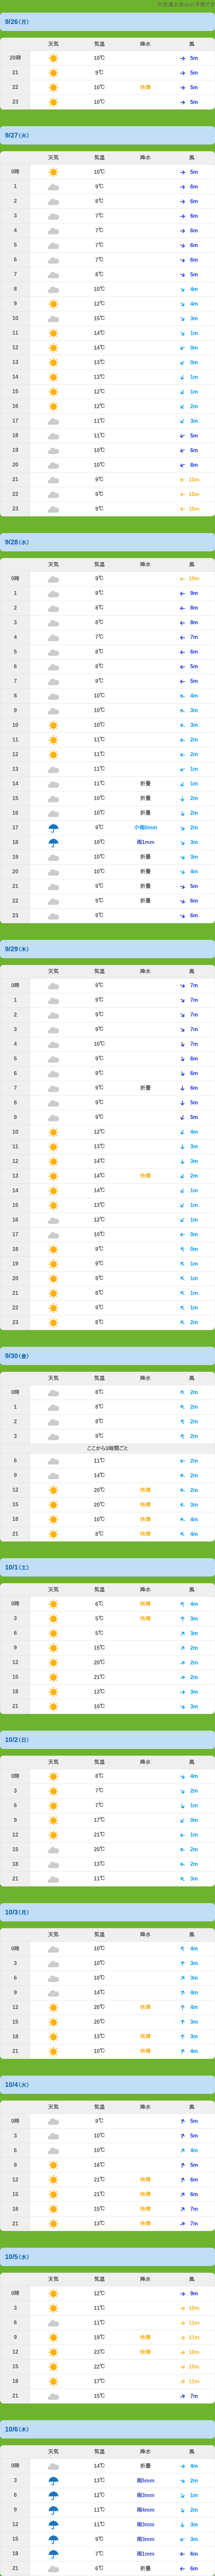 9/26(月)
天気 気温 降水 風
20時 10℃ 5m
21 9℃ 5m
22 10℃ 快晴 5m
23 10℃ 5m
9/27(火)
天気 気温 降水 風
0時 10℃ 5m
1 9℃ 6m
2 8℃ 6m
3 7℃ 6m
4 7℃ 6m
5 7℃ 6m
6 7℃ 6m
7 8℃ 5m
8 10℃ 4m
9 12℃ 4m
10 15℃ 3m
11 14℃ 1m
12 14℃ 0m
13 13℃ 0m
14 13℃ 1m
15 12℃ 1m
16 12℃ 2m
17 11℃ 3m
18 11℃ 5m
19 10℃ 6m
20 10℃ 8m
21 9℃ 10m
22 9℃ 10m
23 9℃ 10m
9/28(水)
天気 気温 降水 風
0時 9℃ 10m
1 9℃ 9m
2 8℃ 8m
3 8℃ 8m
4 7℃ 7m
5 8℃ 6m
6 8℃ 5m
7 9℃ 5m
8 10℃ 4m
9 10℃ 3m
10 10℃ 3m
11 11℃ 2m
12 11℃ 2m
13 11℃ 1m
14 11℃ 折曇 1m
15 10℃ 折曇 2m
16 10℃ 折曇 2m
17 9℃ 小雨0mm 2m
18 10℃ 雨1mm 3m
19 10℃ 折曇 3m
20 10℃ 折曇 4m
21 9℃ 折曇 5m
22 9℃ 折曇 6m
23 9℃ 6m
9/29(木)
天気 気温 降水 風
0時 9℃ 7m
1 9℃ 7m
2 9℃ 7m
3 9℃ 7m
4 10℃ 7m
5 9℃ 6m
6 9℃ 6m
7 9℃ 折曇 6m
8 9℃ 5m
9 9℃ 5m
10 12℃ 4m
11 13℃ 3m
12 14℃ 3m
13 14℃ 快晴 2m
14 14℃ 1m
15 13℃ 1m
16 12℃ 1m
17 10℃ 0m
18 9℃ 0m
19 9℃ 1m
20 9℃ 1m
21 8℃ 1m
22 9℃ 1m
23 8℃ 2m
9/30(金)
天気 気温 降水 風
0時 8℃ 2m
1 8℃ 2m
2 8℃ 2m
3 9℃ 2m
ここから3時間ごと
6 11℃ 2m
9 14℃ 2m
12 20℃ 快晴 2m
15 20℃ 快晴 3m
18 10℃ 快晴 4m
21 8℃ 快晴 4m
10/1(土)
天気 気温 降水 風
0時 6℃ 快晴 4m
3 5℃ 快晴 3m
6 5℃ 3m
9 15℃ 2m
12 20℃ 2m
15 21℃ 2m
18 13℃ 3m
21 10℃ 3m
10/2(日)
天気 気温 降水 風
0時 8℃ 4m
3 7℃ 2m
6 7℃ 1m
9 17℃ 0m
12 21℃ 1m
15 20℃ 2m
18 13℃ 2m
21 11℃ 3m
10/3(月)
天気 気温 降水 風
0時 10℃ 4m
3 10℃ 3m
6 10℃ 3m
9 14℃ 4m
12 20℃ 快晴 4m
15 20℃ 3m
18 13℃ 快晴 3m
21 10℃ 快晴 4m
10/4(火)
天気 気温 降水 風
0時 9℃ 5m
3 10℃ 5m
6 10℃ 4m
9 16℃ 5m
12 21℃ 快晴 6m
15 21℃ 快晴 6m
18 15℃ 快晴 7m
21 13℃ 快晴 7m
10/5(水)
天気 気温 降水 風
0時 12℃ 9m
3 11℃ 10m
6 11℃ 11m
9 19℃ 快晴 11m
12 23℃ 快晴 10m
15 22℃ 10m
18 17℃ 11m
21 15℃ 7m
10/6(木)
天気 気温 降水 風
0時 14℃ 折曇 4m
3 13℃ 雨5mm 2m
6 12℃ 雨3mm 1m
9 11℃ 雨4mm 2m
12 11℃ 雨3mm 3m
15 9℃ 雨3mm 3m
18 7℃ 雨1mm 6m
21 6℃ 折曇 6m